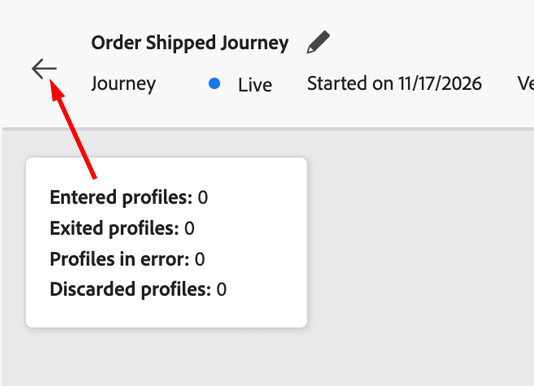 Order Shipped Journey
Journey Live Started on 11/17/2026 Ve
Entered profiles: 0
Exited profiles: 0
Profiles in error: 0
Discarded profiles: 0